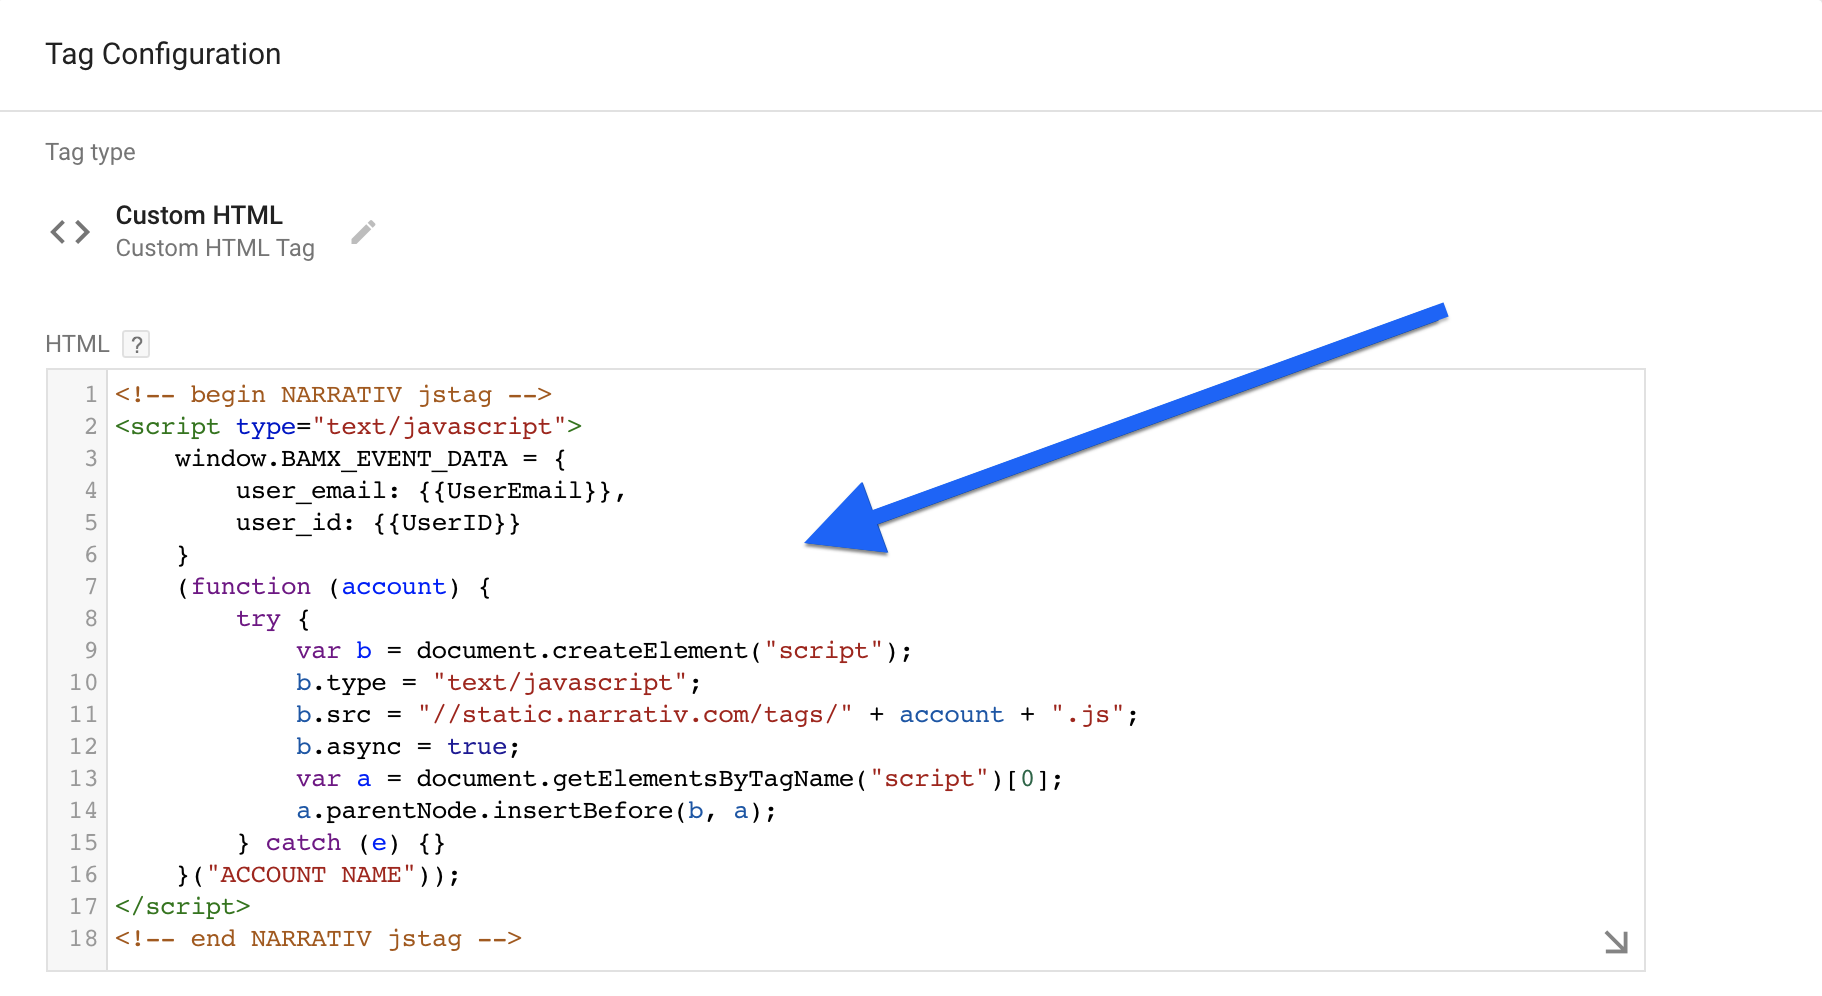 Tag Configuration
Tag type
Custom HTML
Custom HTML Tag
HTML ?
1 <!-- begin NARRATIV jstag -->
2 <script type="text/javascript">
3     window.BAMX_EVENT_DATA = {
4         user_email: {{UserEmail}},
5         user_id: {{UserID}}
6     }
7     (function (account) {
8         try {
9             var b = document.createElement("script");
10             b.type = "text/javascript";
11             b.src = "//static.narrativ.com/tags/" + account + ".js";
12             b.async = true;
13             var a = document.getElementsByTagName("script")[0];
14             a.parentNode.insertBefore(b, a);
15         } catch (e) {}
16     }("ACCOUNT NAME"));
17 </script>
18 <!-- end NARRATIV jstag -->